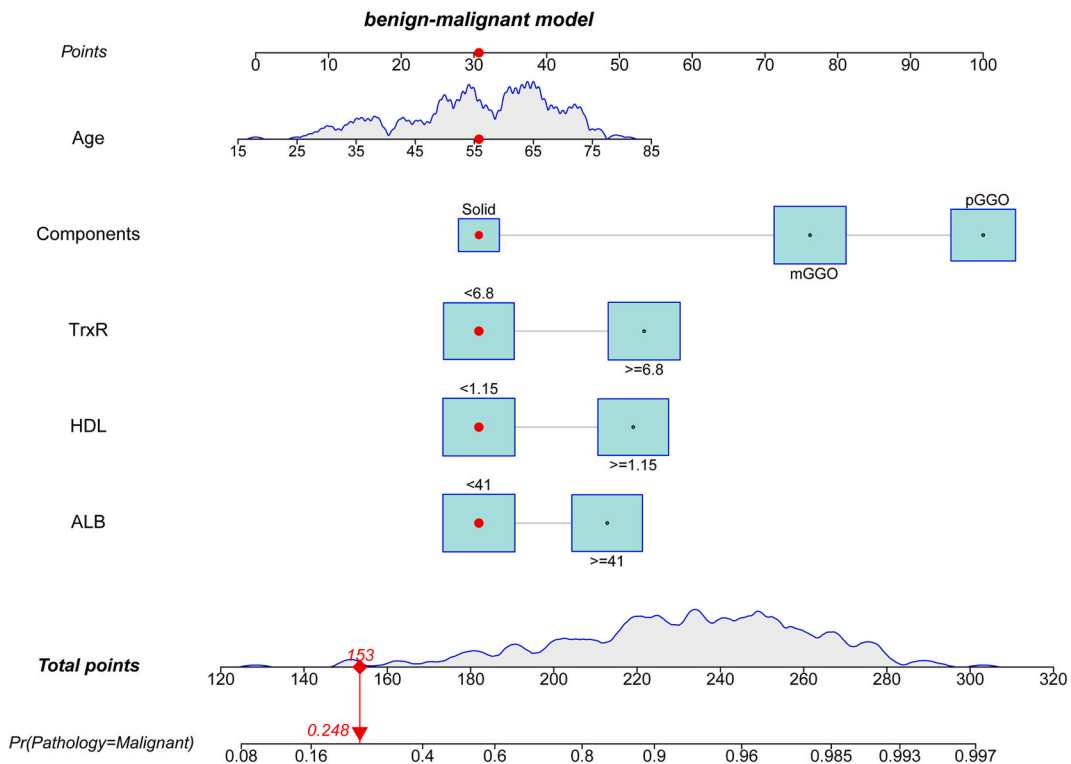 benign-malignant model
Points
0 10 20 30 40 50 60 70 80 90 100
Age
15 25 35 45 55 65 75 85
Components
Solid
mGGO
pGGO
TrxR
<6.8
>=6.8
HDL
<1.15
>=1.15
ALB
<41
>=41
Total points
153
120 140 160 180 200 220 240 260 280 300 320
Pr(Pathology=Malignant)
0.248
0.08 0.16 0.4 0.6 0.8 0.9 0.96 0.985 0.993 0.997